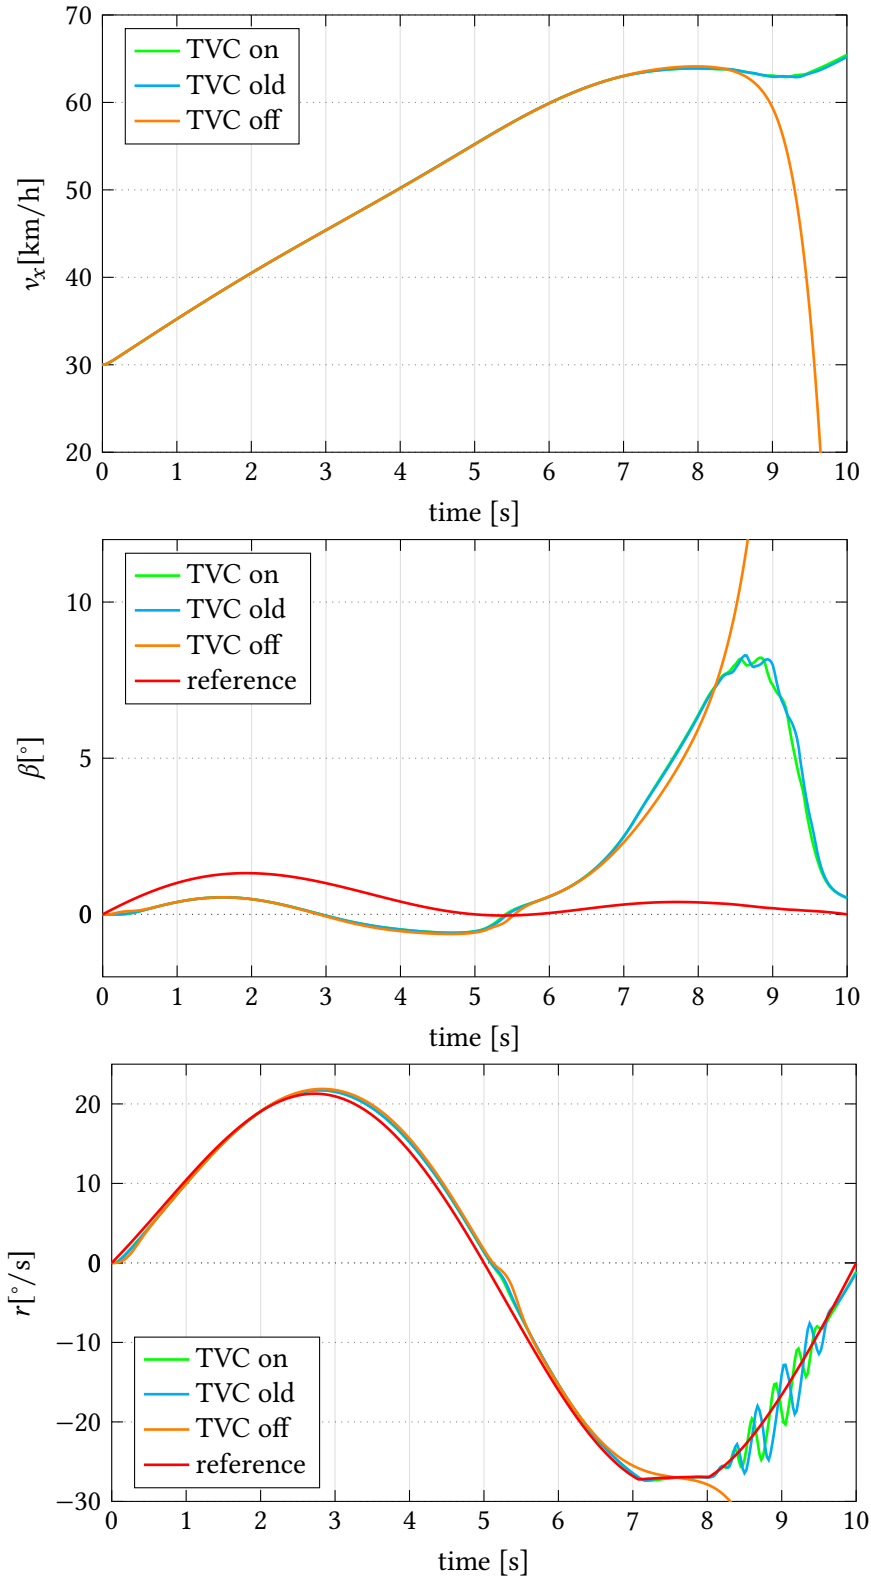 70
60
50
40
30
20
v_x[km/h]
TVC on
TVC old
TVC off
0 1 2 3 4 5 6 7 8 9 10
time [s]
10
5
0
β[°]
TVC on
TVC old
TVC off
reference
0 1 2 3 4 5 6 7 8 9 10
time [s]
20
10
0
−10
−20
−30
r[°/s]
TVC on
TVC old
TVC off
reference
0 1 2 3 4 5 6 7 8 9 10
time [s]